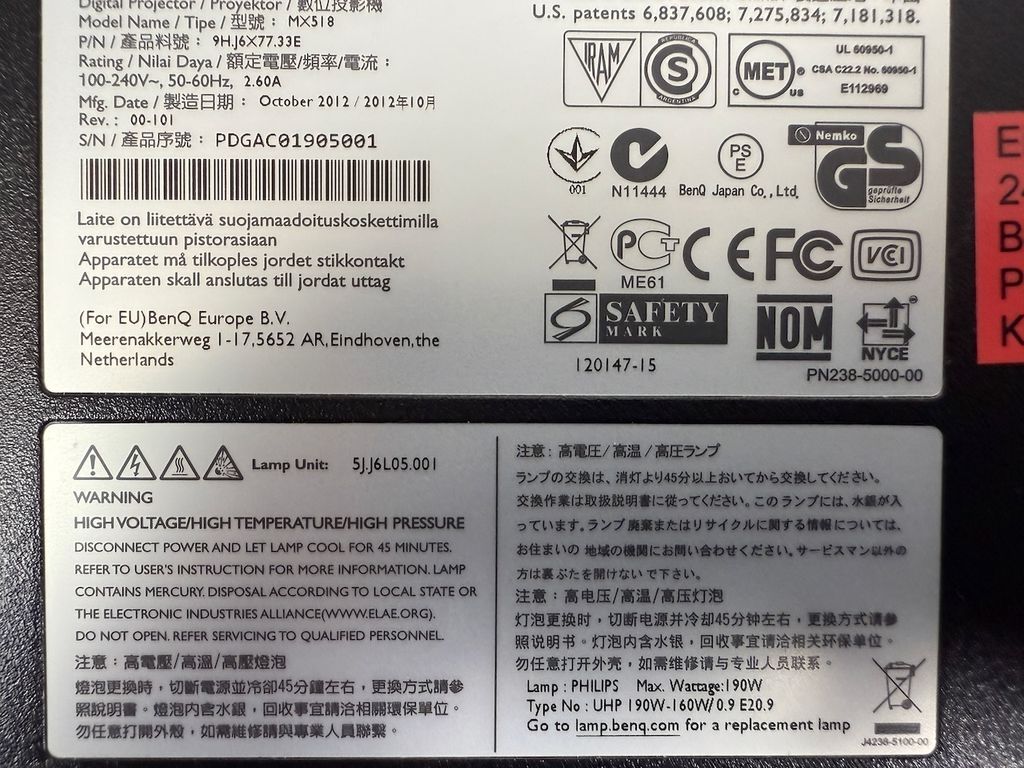 Digital Projector / Proyektor / 數位投影機
Model Name / Tipe / 型號： MX518
P/N / 產品料號： 9H.J6X77.33E
Rating / Nilai Daya / 額定電壓/頻率/電流：
100-240V~, 50-60Hz, 2.60A
Mfg. Date / 製造日期： October 2012 / 2012年10月
Rev.: 00-101
S/N / 產品序號： PDGAC01905001
Laite on liitettävä suojamaadoituskoskettimilla
varustettuun pistorasiaan
Apparatet må tilkoples jordet stikkontakt
Apparaten skall anslutas till jordat uttag
(For EU)BenQ Europe B.V.
Meerenakkerweg 1-17,5652 AR,Eindhoven,the
Netherlands
U.S. patents 6,837,608; 7,275,834; 7,181,318.
IRAM
REPUBLICA
S
ARGENTINA
MET
C US
UL 60950-1
CSA C22.2 No. 60950-1
E112969
001
N11444
PS
E
BenQ Japan Co., Ltd.
Nemko
GS
geprüfte
Sicherheit
PCT
ME61
CE
FC
VCI
S
SAFETY
MARK
120147-15
NOM
NYCE
PN238-5000-00
E
2
B
P
K
Lamp Unit: 5J.J6L05.001
WARNING
HIGH VOLTAGE/HIGH TEMPERATURE/HIGH PRESSURE
DISCONNECT POWER AND LET LAMP COOL FOR 45 MINUTES.
REFER TO USER'S INSTRUCTION FOR MORE INFORMATION. LAMP
CONTAINS MERCURY. DISPOSAL ACCORDING TO LOCAL STATE OR
THE ELECTRONIC INDUSTRIES ALLIANCE(WWW.ELAE.ORG).
DO NOT OPEN. REFER SERVICING TO QUALIFIED PERSONNEL.
注意：高電壓/高溫/高壓燈泡
燈泡更換時，切斷電源並冷卻45分鐘左右，更換方式請參
照說明書。燈泡內含水銀，回收事宜請洽相關環保單位。
勿任意打開外殼，如需維修請與專業人員聯繫。
注意：高電圧/高温/高圧ランプ
ランプの交換は、消灯より45分以上おいてから交換してください。
交換作業は取扱説明書に従ってください。このランプには、水銀が入
っています。ランプ廃棄またはリサイクルに関する情報については、
お住まいの 地域の機関にお問い合わせください。サービスマン以外の
方は裏ぶたを開けないで下さい。
注意：高电压/高温/高压灯泡
灯泡更换时，切断电源并冷却45分钟左右，更换方式请参
照说明书。灯泡内含水银，回收事宜请洽相关环保单位。
勿任意打开外壳，如需维修请与专业人员联系。
Lamp : PHILIPS Max. Wattage:190W
Type No : UHP 190W-160W/0.9 E20.9
Go to lamp.benq.com for a replacement lamp
J4238-5100-00